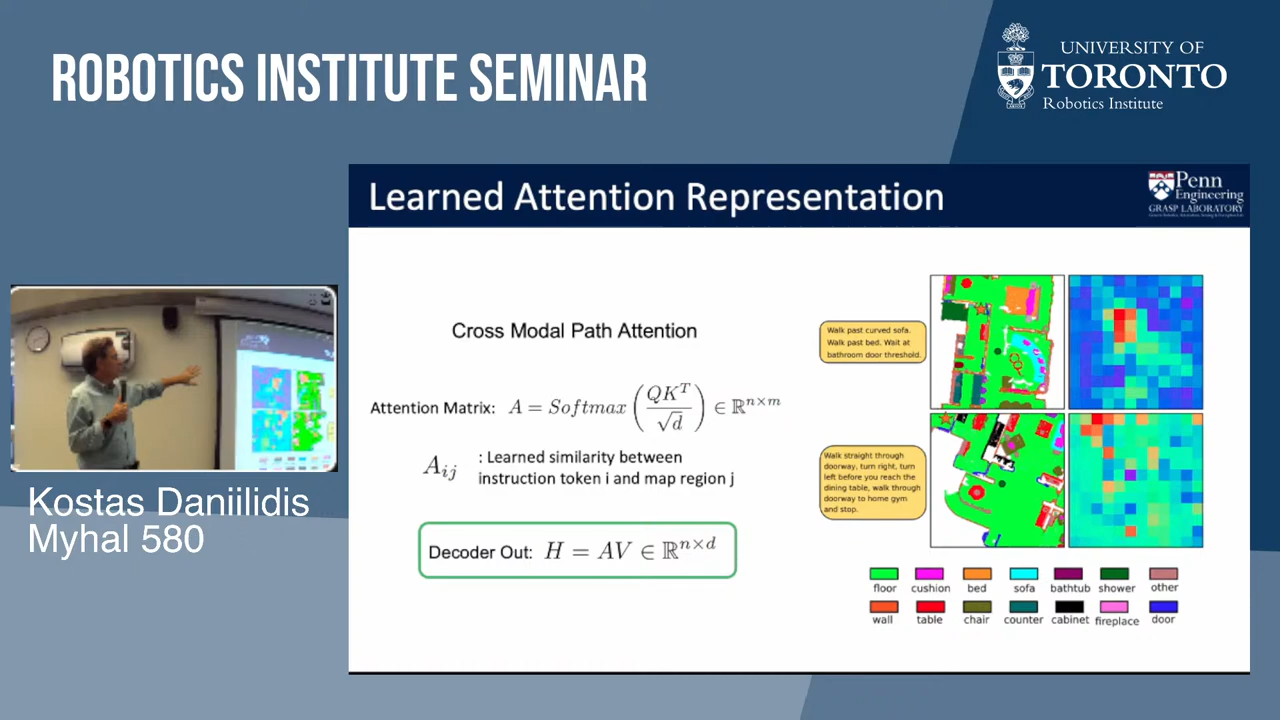 ROBOTICS INSTITUTE SEMINAR
UNIVERSITY OF
TORONTO
Robotics Institute
Learned Attention Representation
Penn
Engineering
GRASP LABORATORY
Cross Modal Path Attention
Attention Matrix: A = Softmax (QK^T / √d) ∈ ℝ^{n×m}
A_{ij} : Learned similarity between
instruction token i and map region j
Decoder Out: H = AV ∈ ℝ^{n×d}
Walk past curved sofa.
Walk past bed. Wait at
bathroom door threshold.
Walk straight through
doorway, turn right, turn
left before you reach the
dining table, walk through
doorway to home gym
and stop.
floor cushion bed sofa bathtub shower other
wall table chair counter cabinet fireplace door
Kostas Daniilidis
Myhal 580